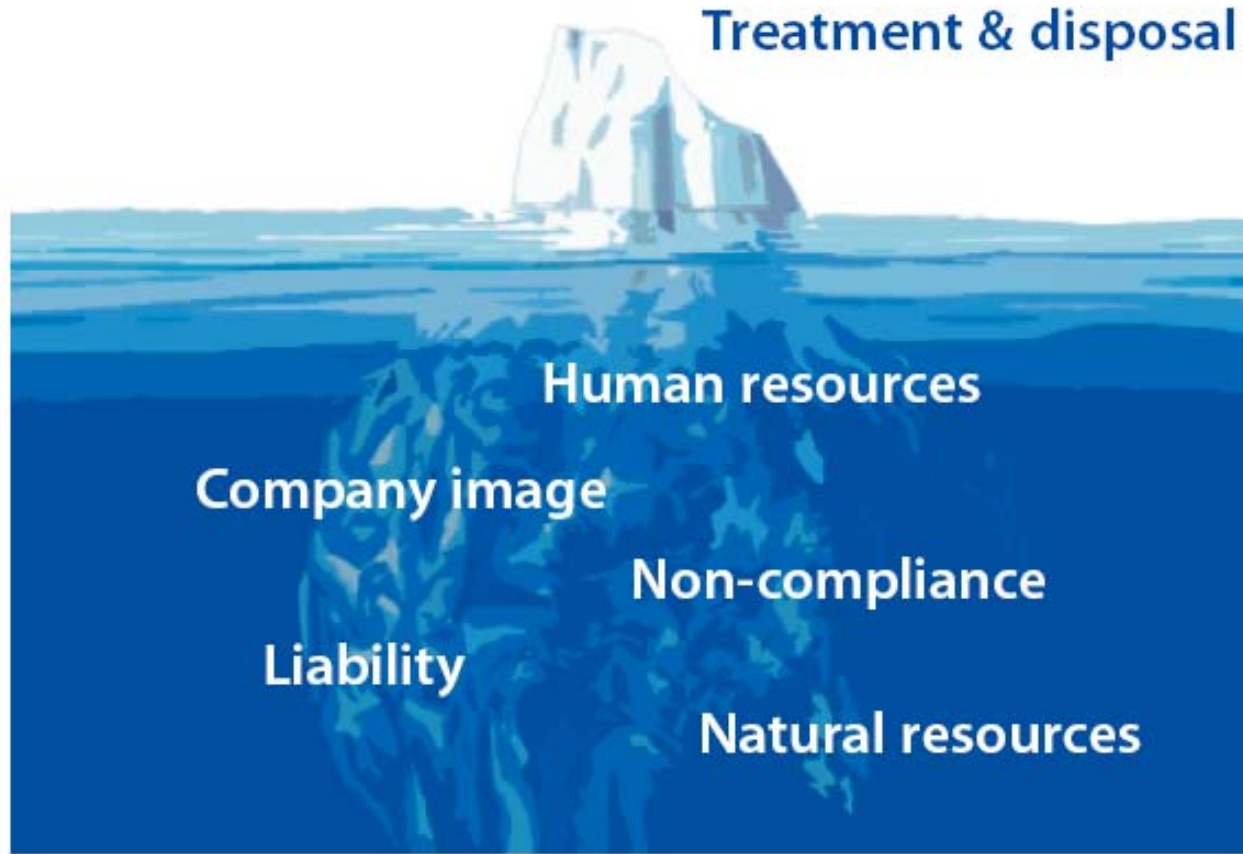 Treatment & disposal
Human resources
Company image
Non-compliance
Liability
Natural resources